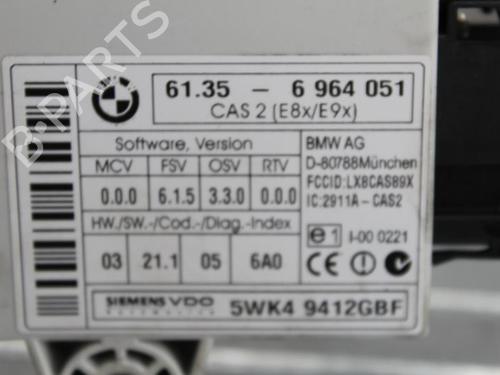 61.35 - 6 964 051
CAS 2 (E8x/E9x)
Software, Version
MCV FSV OSV RTV
0.0.0 6.1.5 3.3.0 0.0.0
HW./SW.-/Cod.-/Diag.-Index
03 21.1 05 6A0
BMW AG
D-80788München
FCCID:LX8CAS89X
IC:2911A-CAS2
e1 I-00 0221
CE
SIEMENS VDO
AUTOMOTIVE
5WK4 9412GBF
B-PARTS